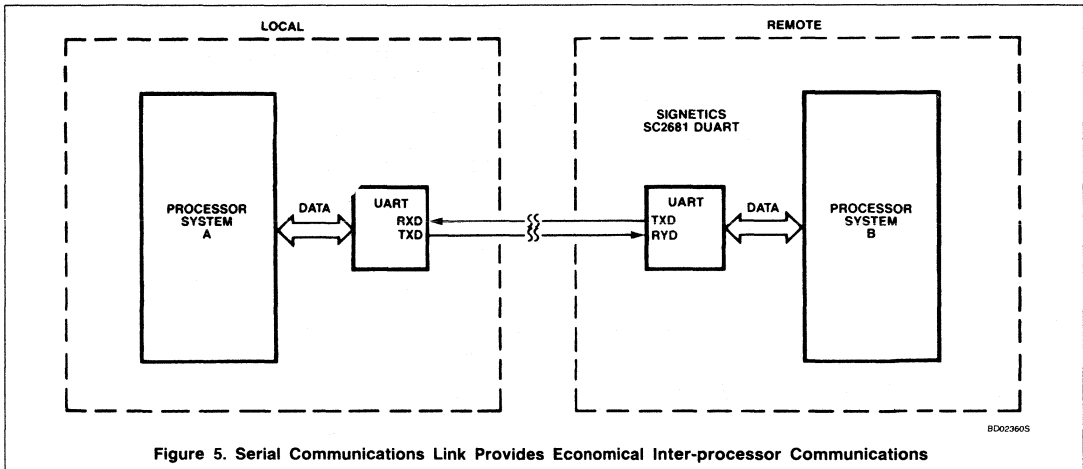 LOCAL
REMOTE
SIGNETICS
SC2681 DUART
PROCESSOR
SYSTEM
A
DATA
UART
RXD
TXD
UART
TXD
RYD
DATA
PROCESSOR
SYSTEM
B
BD02360S
Figure 5. Serial Communications Link Provides Economical Inter-processor Communications